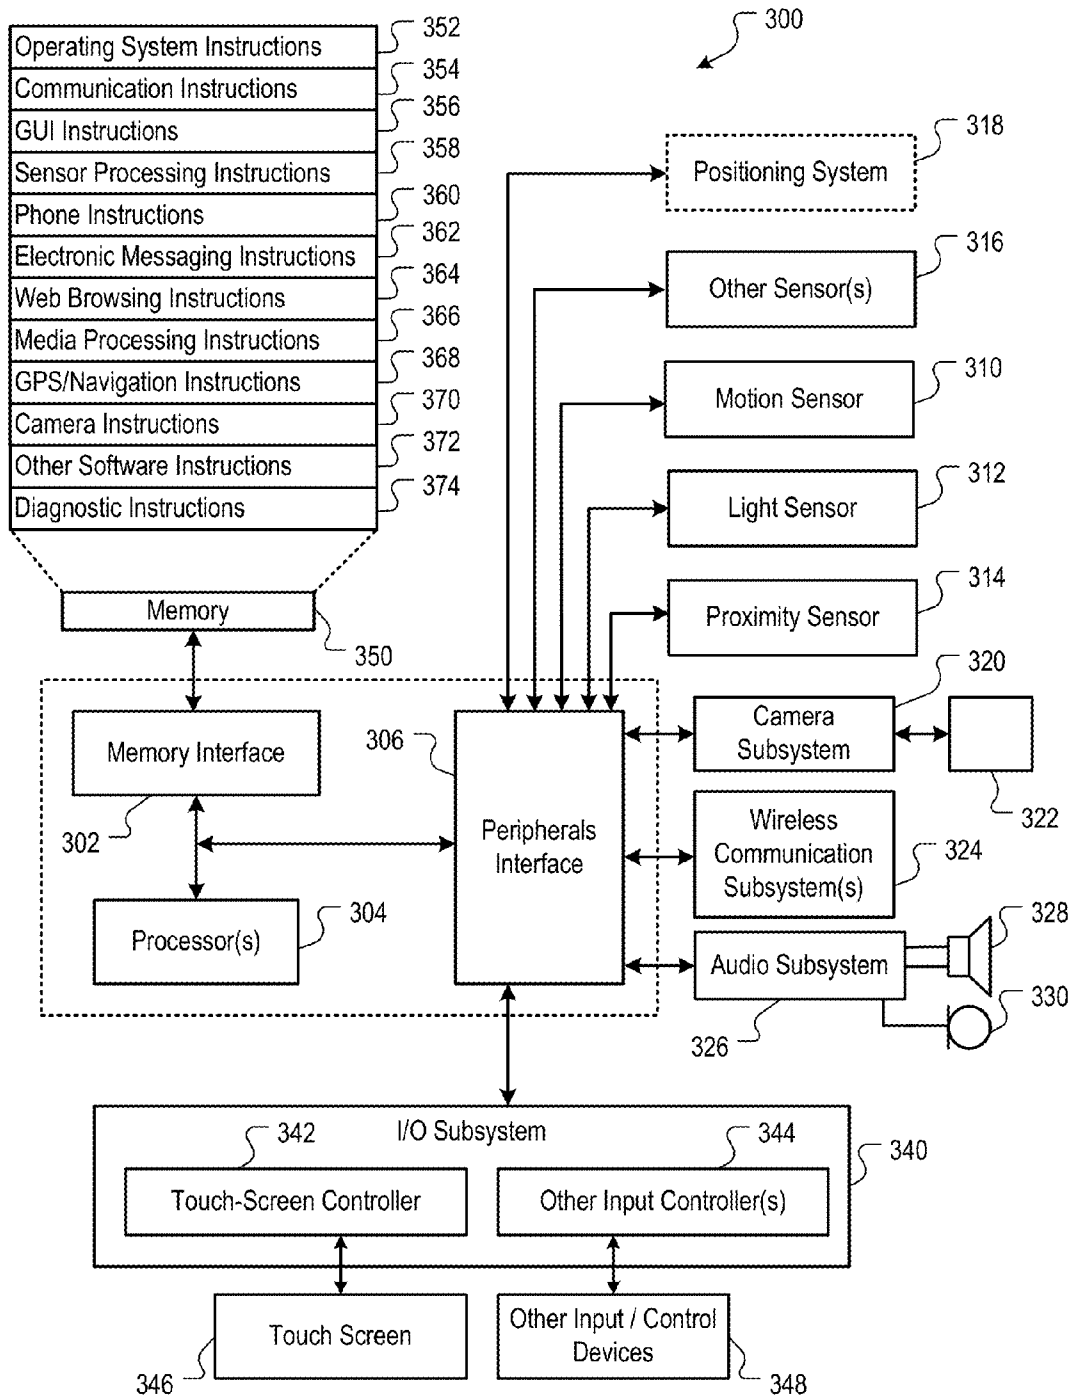 300
Operating System Instructions 352
Communication Instructions 354
GUI Instructions 356
Sensor Processing Instructions 358
Phone Instructions 360
Electronic Messaging Instructions 362
Web Browsing Instructions 364
Media Processing Instructions 366
GPS/Navigation Instructions 368
Camera Instructions 370
Other Software Instructions 372
Diagnostic Instructions 374
Memory
350
Positioning System
318
Other Sensor(s)
316
Motion Sensor
310
Light Sensor
312
Proximity Sensor
314
Memory Interface
302
Processor(s)
304
306
Peripherals
Interface
Camera
Subsystem
320
322
Wireless
Communication
Subsystem(s)
324
Audio Subsystem
326
328
330
I/O Subsystem
340
342
Touch-Screen Controller
344
Other Input Controller(s)
Touch Screen
346
Other Input / Control
Devices
348